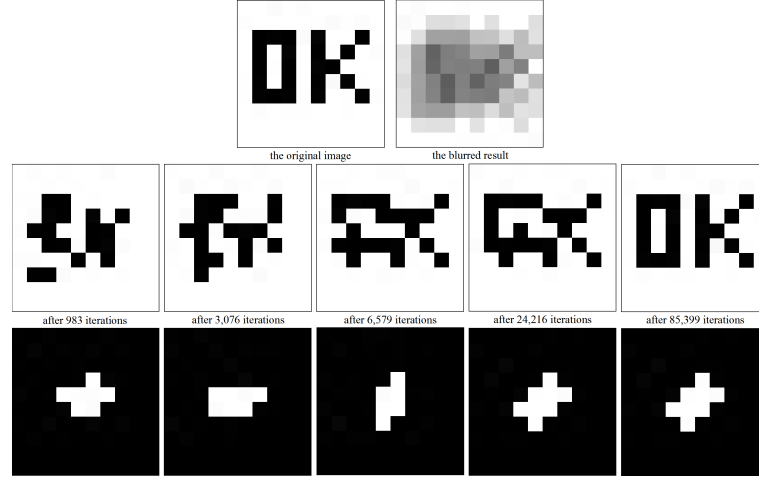 OK
the original image
the blurred result
OK
after 983 iterations
after 3,076 iterations
after 6,579 iterations
after 24,216 iterations
after 85,399 iterations